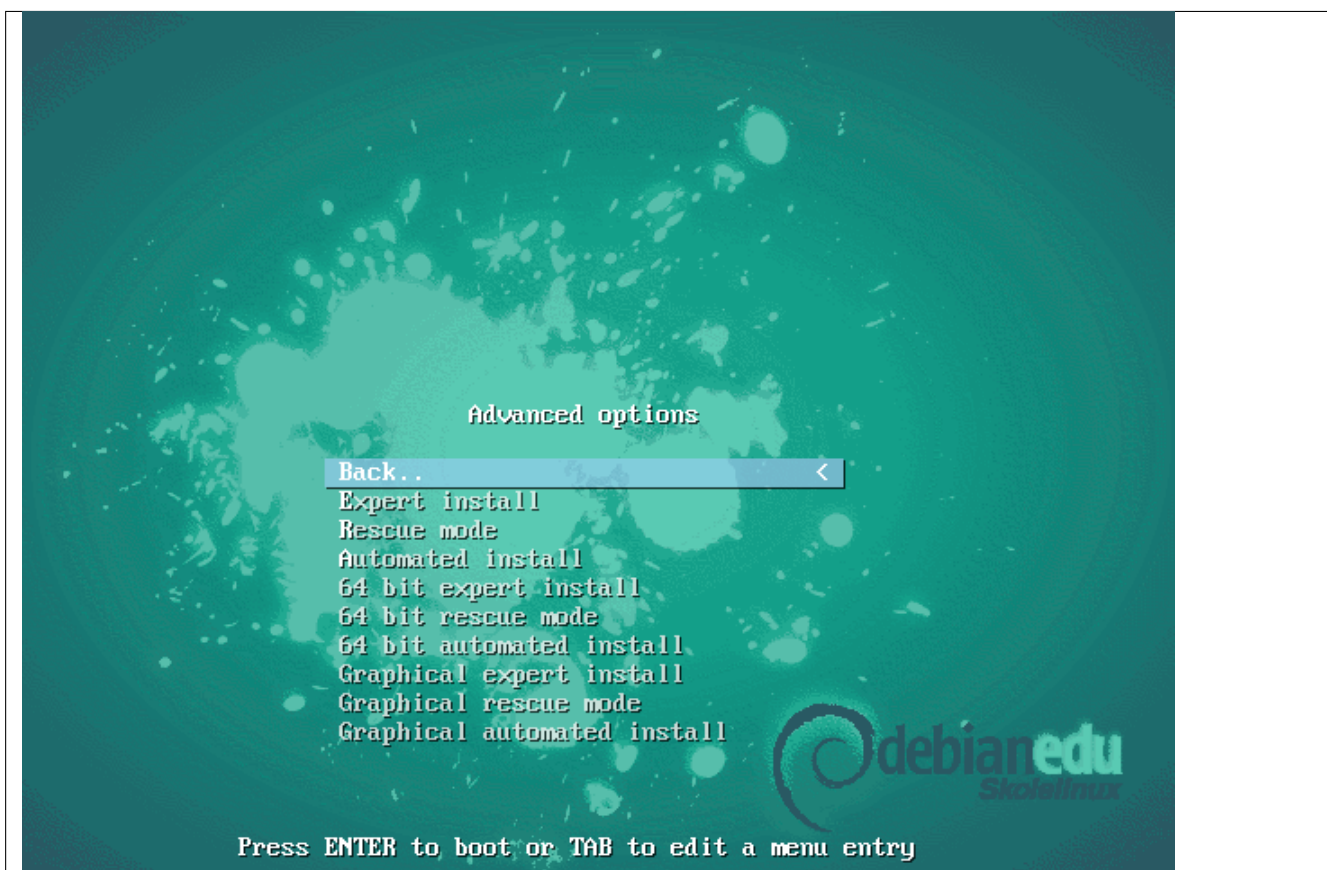 Advanced options
Back.. <
Expert install
Rescue mode
Automated install
64 bit expert install
64 bit rescue mode
64 bit automated install
Graphical expert install
Graphical rescue mode
Graphical automated install
debianedu
Skolelinux
Press ENTER to boot or TAB to edit a menu entry